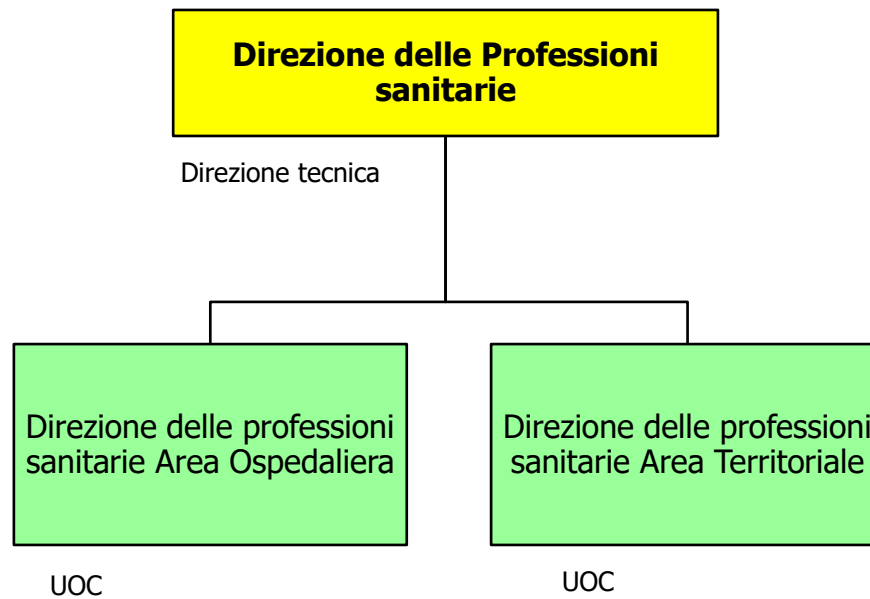 Direzione delle Professioni
sanitarie
Direzione tecnica
Direzione delle professioni
sanitarie Area Ospedaliera
Direzione delle professioni
sanitarie Area Territoriale
UOC
UOC